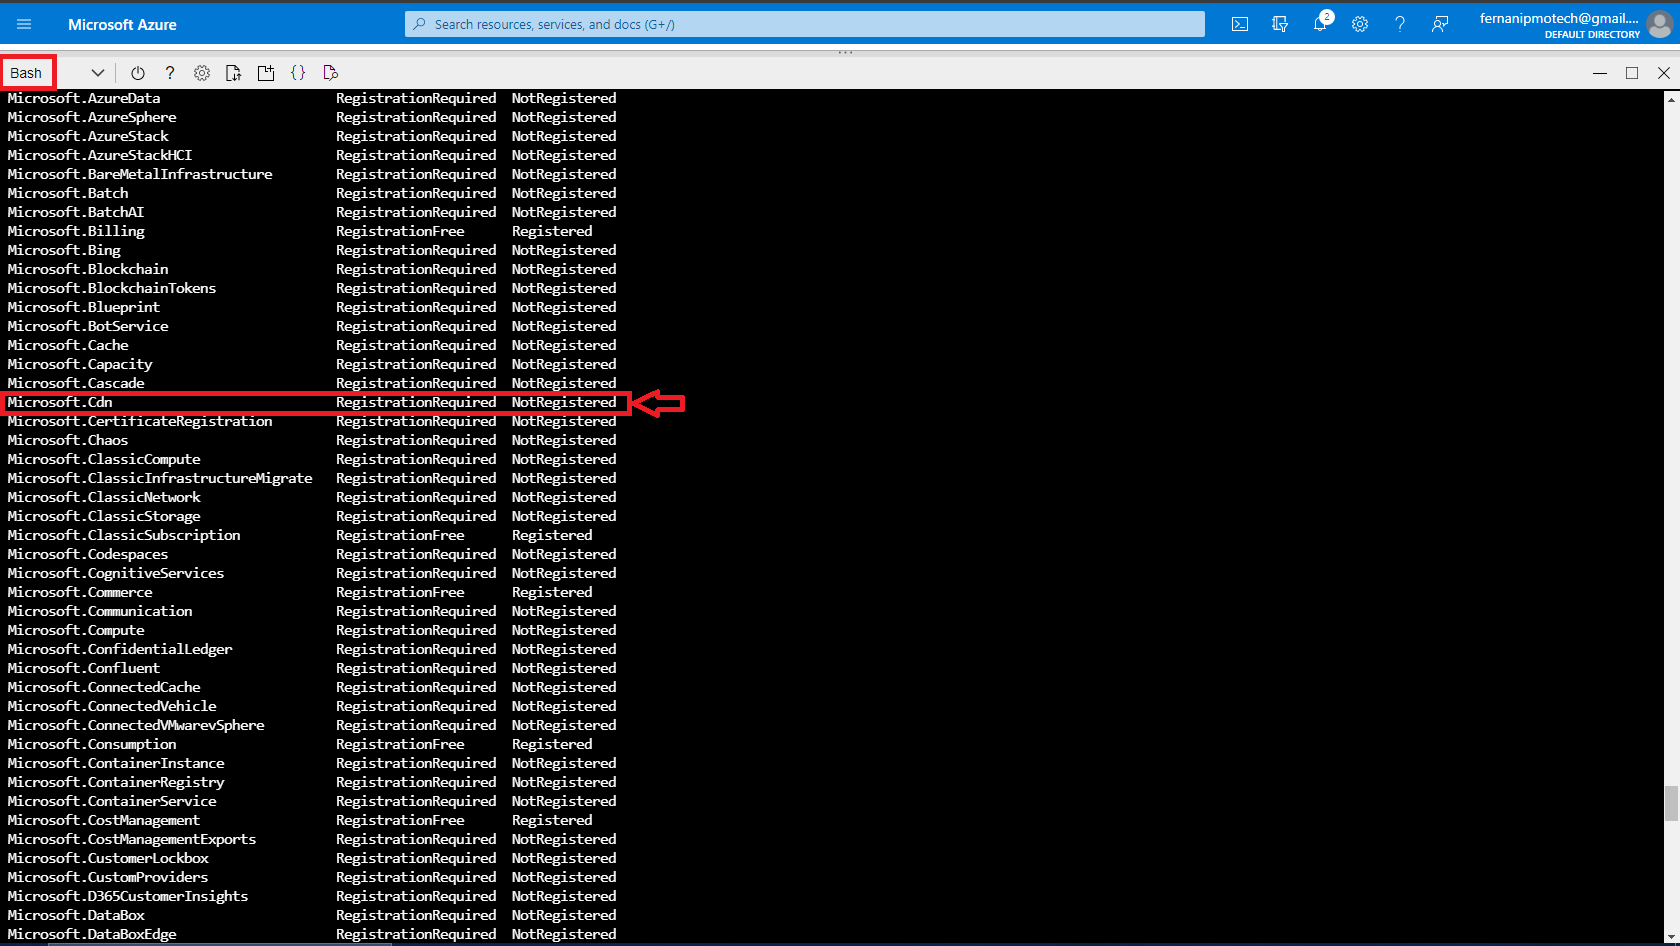 Microsoft Azure
Search resources, services, and docs (G+/)
2
fernanipmotech@gmail....
DEFAULT DIRECTORY
Bash
Microsoft.AzureData RegistrationRequired NotRegistered
Microsoft.AzureSphere RegistrationRequired NotRegistered
Microsoft.AzureStack RegistrationRequired NotRegistered
Microsoft.AzureStackHCI RegistrationRequired NotRegistered
Microsoft.BareMetalInfrastructure RegistrationRequired NotRegistered
Microsoft.Batch RegistrationRequired NotRegistered
Microsoft.BatchAI RegistrationRequired NotRegistered
Microsoft.Billing RegistrationFree Registered
Microsoft.Bing RegistrationRequired NotRegistered
Microsoft.Blockchain RegistrationRequired NotRegistered
Microsoft.BlockchainTokens RegistrationRequired NotRegistered
Microsoft.Blueprint RegistrationRequired NotRegistered
Microsoft.BotService RegistrationRequired NotRegistered
Microsoft.Cache RegistrationRequired NotRegistered
Microsoft.Capacity RegistrationRequired NotRegistered
Microsoft.Cascade RegistrationRequired NotRegistered
Microsoft.Cdn RegistrationRequired NotRegistered
Microsoft.CertificateRegistration RegistrationRequired NotRegistered
Microsoft.Chaos RegistrationRequired NotRegistered
Microsoft.ClassicCompute RegistrationRequired NotRegistered
Microsoft.ClassicInfrastructureMigrate RegistrationRequired NotRegistered
Microsoft.ClassicNetwork RegistrationRequired NotRegistered
Microsoft.ClassicStorage RegistrationRequired NotRegistered
Microsoft.ClassicSubscription RegistrationFree Registered
Microsoft.Codespaces RegistrationRequired NotRegistered
Microsoft.CognitiveServices RegistrationRequired NotRegistered
Microsoft.Commerce RegistrationFree Registered
Microsoft.Communication RegistrationRequired NotRegistered
Microsoft.Compute RegistrationRequired NotRegistered
Microsoft.ConfidentialLedger RegistrationRequired NotRegistered
Microsoft.Confluent RegistrationRequired NotRegistered
Microsoft.ConnectedCache RegistrationRequired NotRegistered
Microsoft.ConnectedVehicle RegistrationRequired NotRegistered
Microsoft.ConnectedVMwarevSphere RegistrationRequired NotRegistered
Microsoft.Consumption RegistrationFree Registered
Microsoft.ContainerInstance RegistrationRequired NotRegistered
Microsoft.ContainerRegistry RegistrationRequired NotRegistered
Microsoft.ContainerService RegistrationRequired NotRegistered
Microsoft.CostManagement RegistrationFree Registered
Microsoft.CostManagementExports RegistrationRequired NotRegistered
Microsoft.CustomerLockbox RegistrationRequired NotRegistered
Microsoft.CustomProviders RegistrationRequired NotRegistered
Microsoft.D365CustomerInsights RegistrationRequired NotRegistered
Microsoft.DataBox RegistrationRequired NotRegistered
Microsoft.DataBoxEdge RegistrationRequired NotRegistered